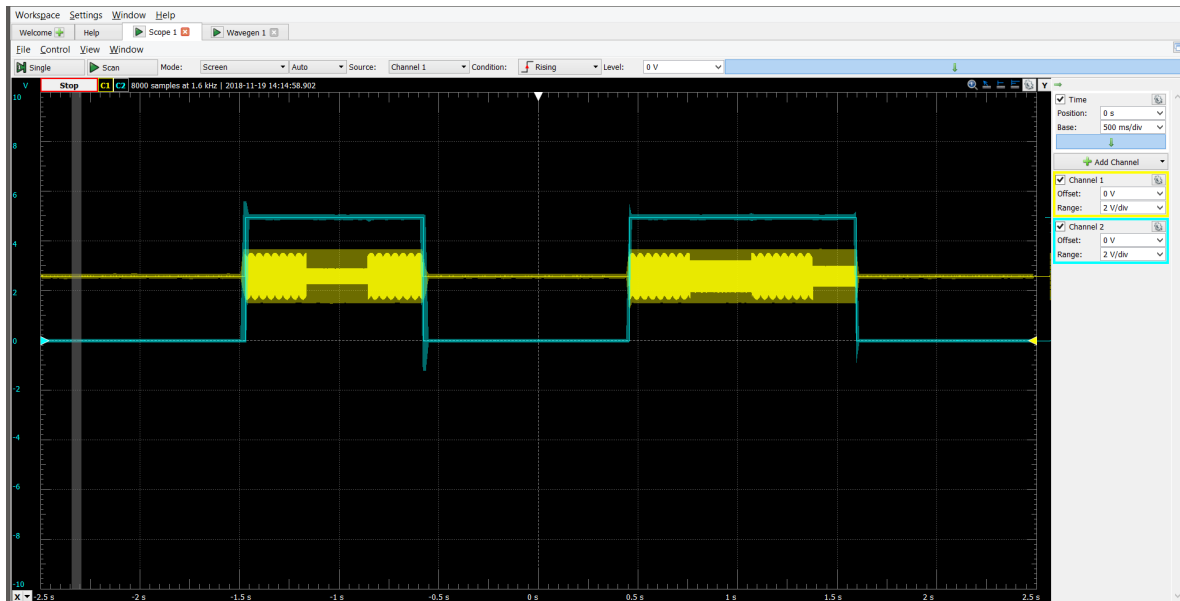 Workspace Settings Window Help
Welcome Help Scope 1 Wavegen 1
File Control View Window
Single Scan Mode: Screen Auto Source: Channel 1 Condition: Rising Level: 0 V
V Stop C1 C2 8000 samples at 1.6 kHz | 2018-11-19 14:14:58.902 Y
10
8
6
4
2
0
-2
-4
-6
-8
-10
X -2.5 s -2 s -1.5 s -1 s -0.5 s 0 s 0.5 s 1 s 1.5 s 2 s 2.5 s
Time
Position: 0 s
Base: 500 ms/div
Add Channel
Channel 1
Offset: 0 V
Range: 2 V/div
Channel 2
Offset: 0 V
Range: 2 V/div